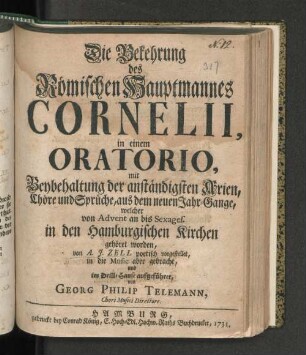 Die Bekehrung
des
Römischen Hauptmannes
CORNELII,
in einem
ORATORIO,
mit
Beybehaltung der anständigsten Arien,
Chöre und Sprüche, aus dem neuen Jahr-Gange,
welcher
von Advent an bis Sexages.
in den Hamburgischen Kirchen
gehöret worden,
von A. J. ZELL poetisch vorgestellet,
in die Music aber gebracht,
und
im Drill-Hause aufgeführet,
von
GEORG PHILIP TELEMANN,
Chori Musici Directore.
HAMBURG,
gedruckt bey Conrad König, E. Hoch-Edl. Hochw. Raths Buchdrucker, 1731.